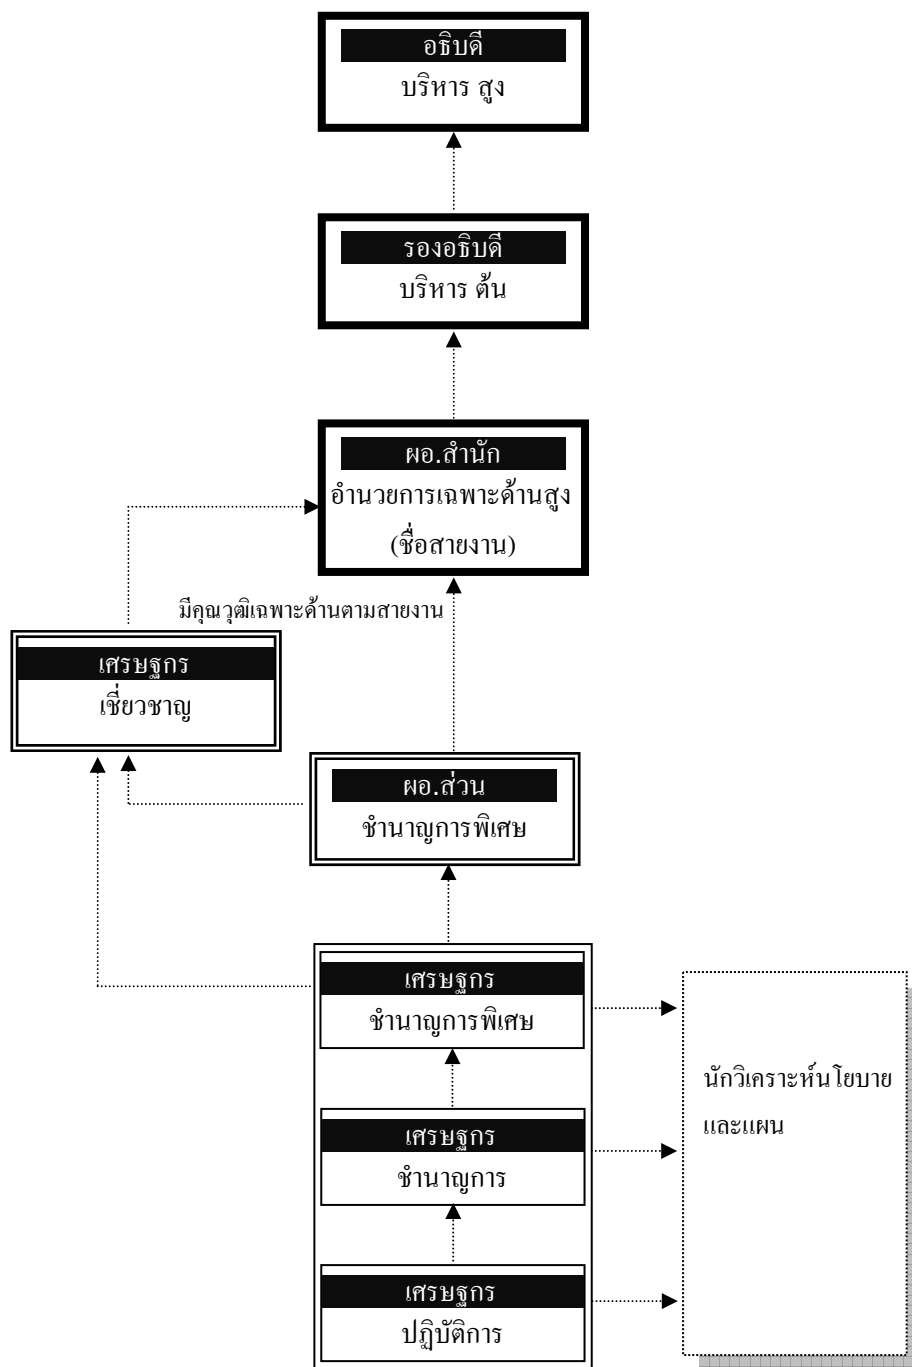 อธิบดี
บริหาร สูง
รองอธิบดี
บริหาร ต้น
ผอ.สำนัก
อำนวยการเฉพาะด้านสูง
(ชื่อสายงาน)
มีคุณวุฒิเฉพาะด้านตามสายงาน
เศรษฐกร
เชี่ยวชาญ
ผอ.ส่วน
ชำนาญการพิเศษ
เศรษฐกร
ชำนาญการพิเศษ
นักวิเคราะห์นโยบาย
และแผน
เศรษฐกร
ชำนาญการ
เศรษฐกร
ปฏิบัติการ